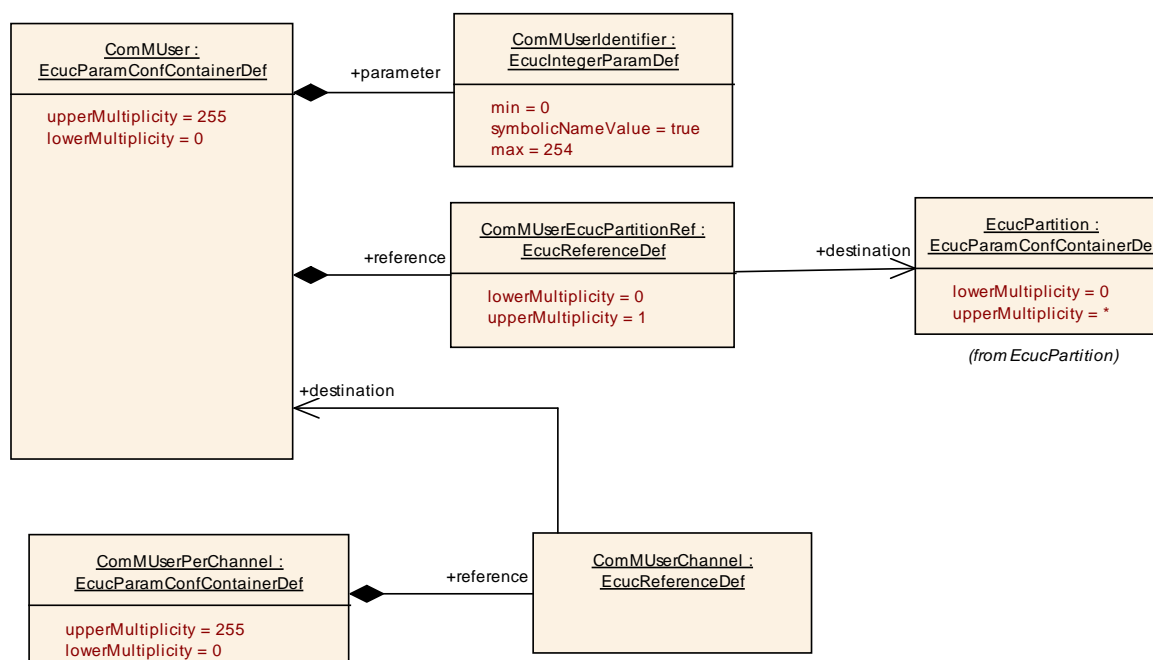 ComMUser :
EcucParamConfContainerDef
upperMultiplicity = 255
lowerMultiplicity = 0
+parameter
ComMUserIdentifier :
EcucIntegerParamDef
min = 0
symbolicNameValue = true
max = 254
+reference
ComMUserEcucPartitionRef :
EcucReferenceDef
lowerMultiplicity = 0
upperMultiplicity = 1
+destination
EcucPartition :
EcucParamConfContainerDe
lowerMultiplicity = 0
upperMultiplicity = *
(from EcucPartition)
+destination
ComMUserPerChannel :
EcucParamConfContainerDef
upperMultiplicity = 255
lowerMultiplicity = 0
+reference
ComMUserChannel :
EcucReferenceDef